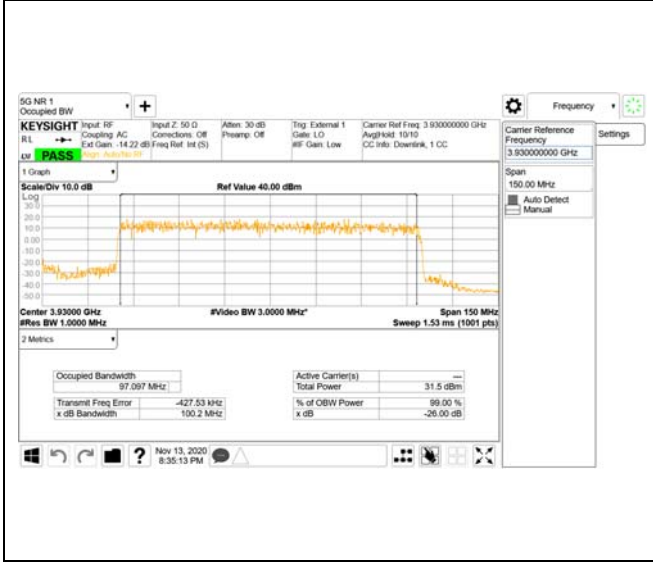 5G NR 1
Occupied BW
Frequency
KEYSIGHT
R L
PASS
Input: RF
Coupling: AC
Ext Gain: -14.22 dB
Align: Auto/No RF
Input Z: 50 Ω
Corrections: Off
Freq Ref: Int (S)
Atten: 30 dB
Preamp: Off
Trig: External 1
Gate: LO
#IF Gain: Low
Carrier Ref Freq: 3.930000000 GHz
Avg|Hold: 10/10
CC Info: Downlink, 1 CC
Carrier Reference
Frequency
3.930000000 GHz
Settings
Span
150.00 MHz
Auto Detect
Manual
1 Graph
Scale/Div 10.0 dB
Ref Value 40.00 dBm
Log
30.0
20.0
10.0
0.00
-10.0
-20.0
-30.0
-40.0
-50.0
Center 3.93000 GHz
#Video BW 3.0000 MHz*
Span 150 MHz
#Res BW 1.0000 MHz
Sweep 1.53 ms (1001 pts)
2 Metrics
Occupied Bandwidth
97.097 MHz
Transmit Freq Error -427.53 kHz
x dB Bandwidth 100.2 MHz
Active Carrier(s) ---
Total Power 31.5 dBm
% of OBW Power 99.00 %
x dB -26.00 dB
?
Nov 13, 2020
8:35:13 PM